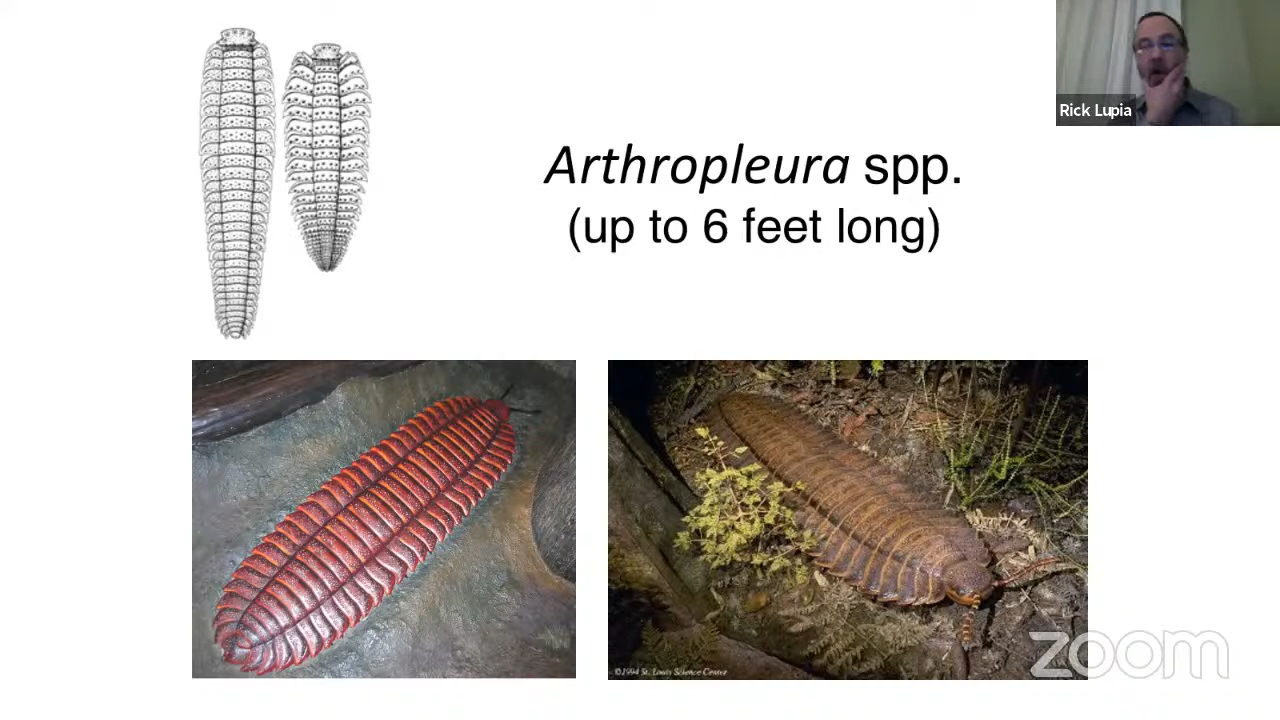 Rick Lupia
Arthropleura spp.
(up to 6 feet long)
©1994 St. Louis Science Center
zoom